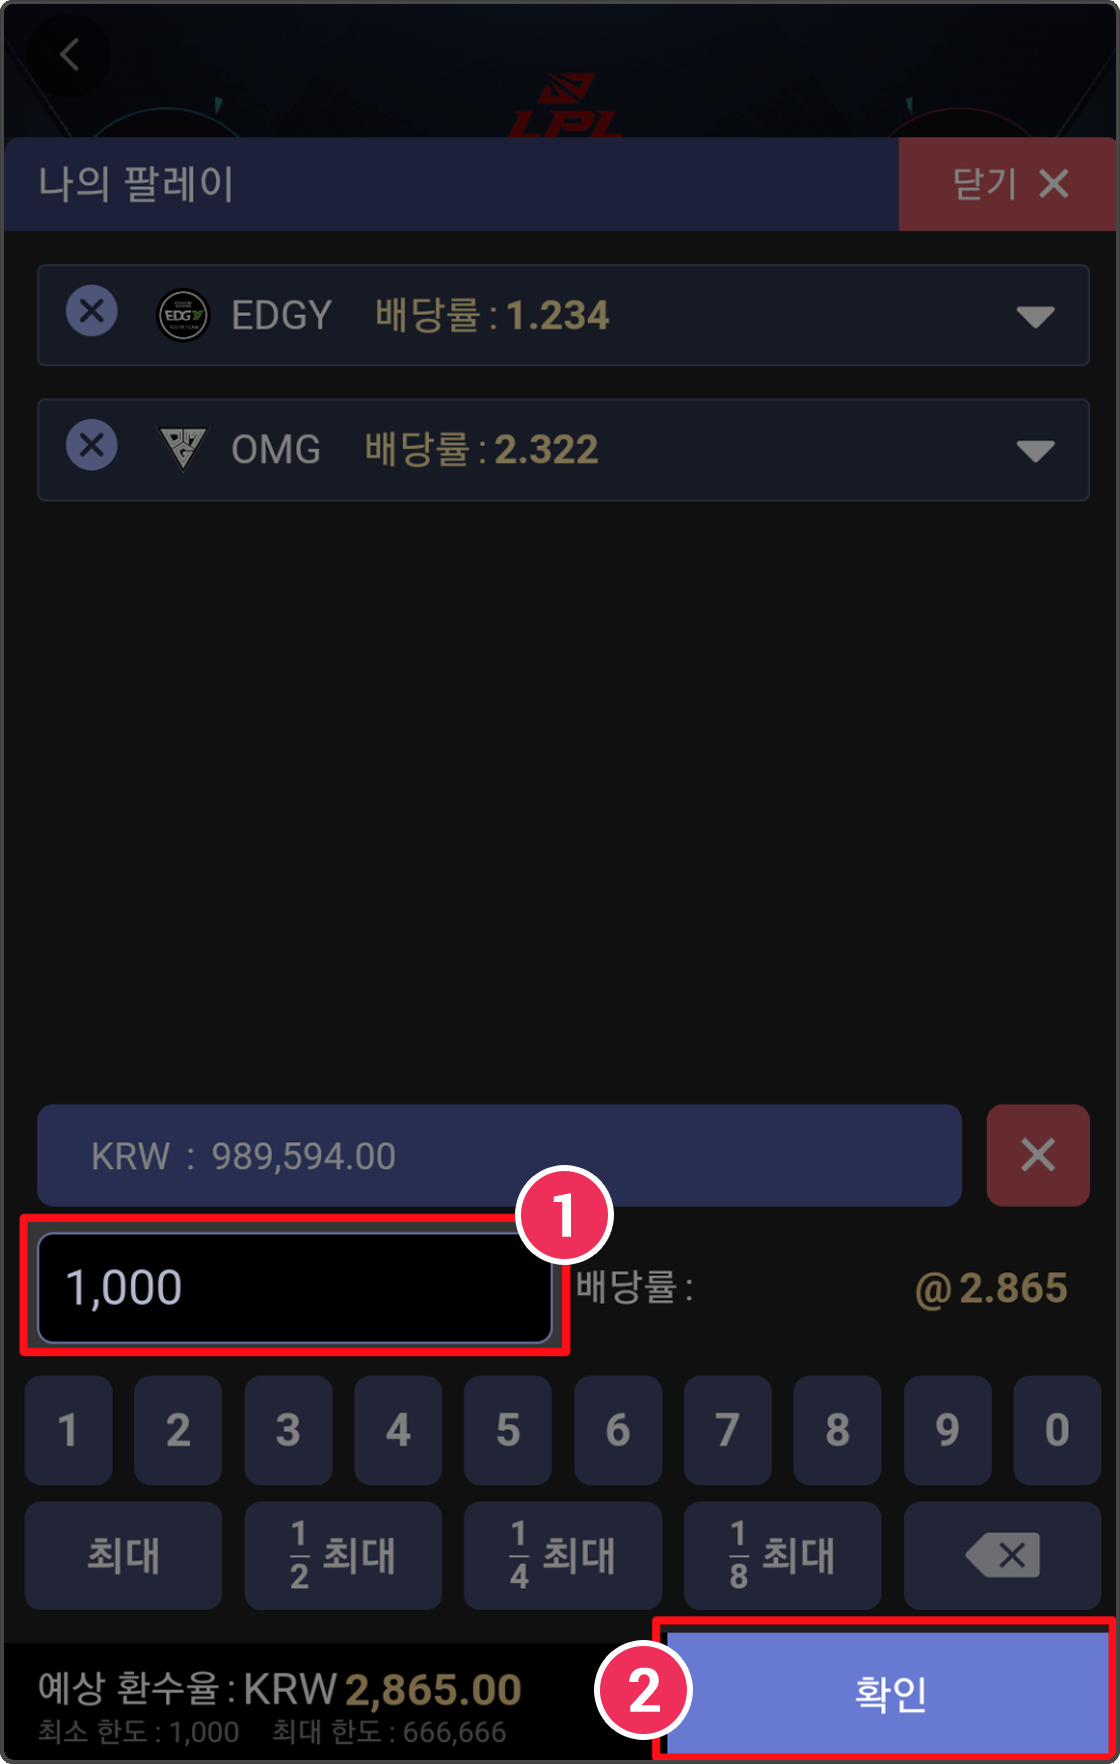 LPL
나의 팔레이
닫기 ✕
EDGY 배당률 : 1.234
OMG 배당률 : 2.322
KRW : 989,594.00
1
1,000 배당률 : @ 2.865
1 2 3 4 5 6 7 8 9 0
최대 1/2 최대 1/4 최대 1/8 최대
예상 환수율 : KRW 2,865.00
최소 한도 : 1,000 최대 한도 : 666,666
2
확인